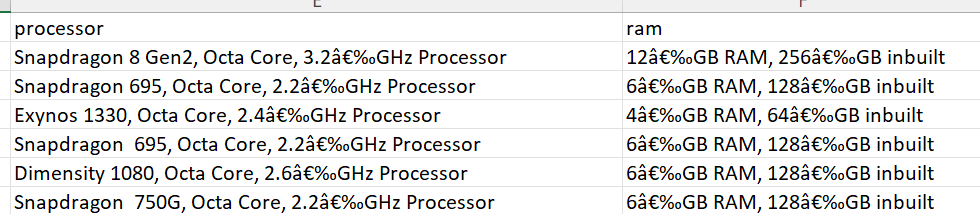 E F
processor ram
Snapdragon 8 Gen2, Octa Core, 3.2â€‰GHz Processor 12â€‰GB RAM, 256â€‰GB inbuilt
Snapdragon 695, Octa Core, 2.2â€‰GHz Processor 6â€‰GB RAM, 128â€‰GB inbuilt
Exynos 1330, Octa Core, 2.4â€‰GHz Processor 4â€‰GB RAM, 64â€‰GB inbuilt
Snapdragon  695, Octa Core, 2.2â€‰GHz Processor 6â€‰GB RAM, 128â€‰GB inbuilt
Dimensity 1080, Octa Core, 2.6â€‰GHz Processor 6â€‰GB RAM, 128â€‰GB inbuilt
Snapdragon  750G, Octa Core, 2.2â€‰GHz Processor 6â€‰GB RAM, 128â€‰GB inbuilt